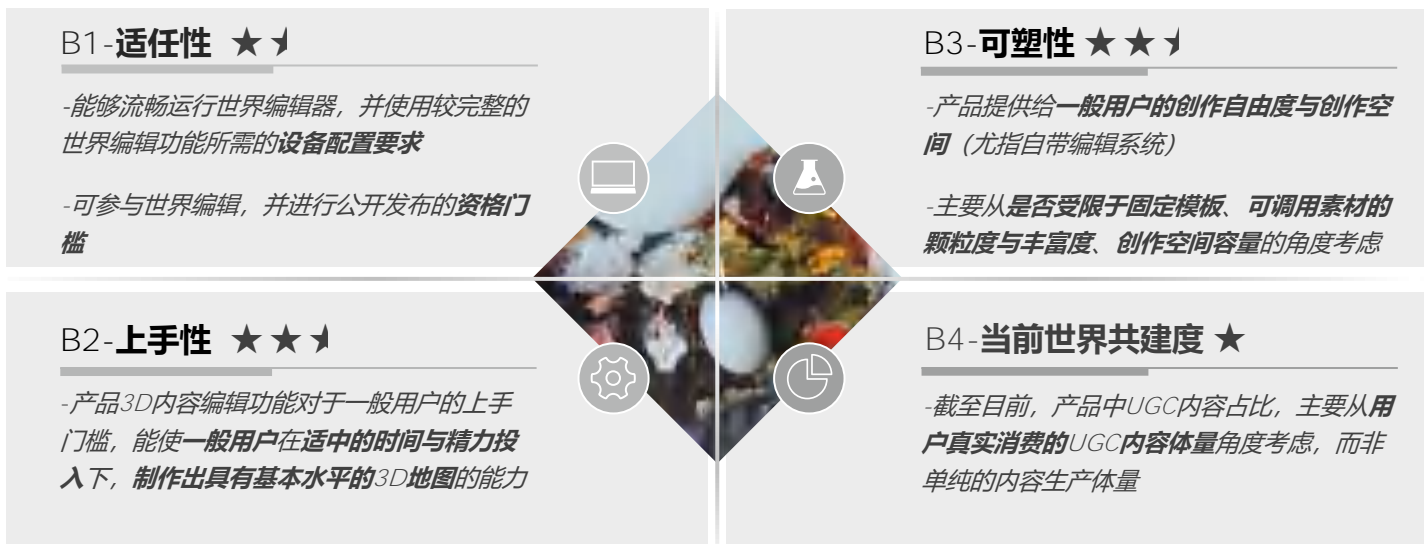 B1-适任性 ★★
-能够流畅运行世界编辑器，并使用较完整的
世界编辑功能所需的设备配置要求
-可参与世界编辑，并进行公开发布的资格门
槛
B2-上手性 ★★★
-产品3D内容编辑功能对于一般用户的上手
门槛，能使一般用户在适中的时间与精力投
入下，制作出具有基本水平的3D地图的能力
B3-可塑性 ★★★
-产品提供给一般用户的创作自由度与创作空
间（尤指自带编辑系统）
-主要从是否受限于固定模板、可调用素材的
颗粒度与丰富度、创作空间容量的角度考虑
B4-当前世界共建度 ★
-截至目前，产品中UGC内容占比，主要从用
户真实消费的UGC内容体量角度考虑，而非
单纯的内容生产体量